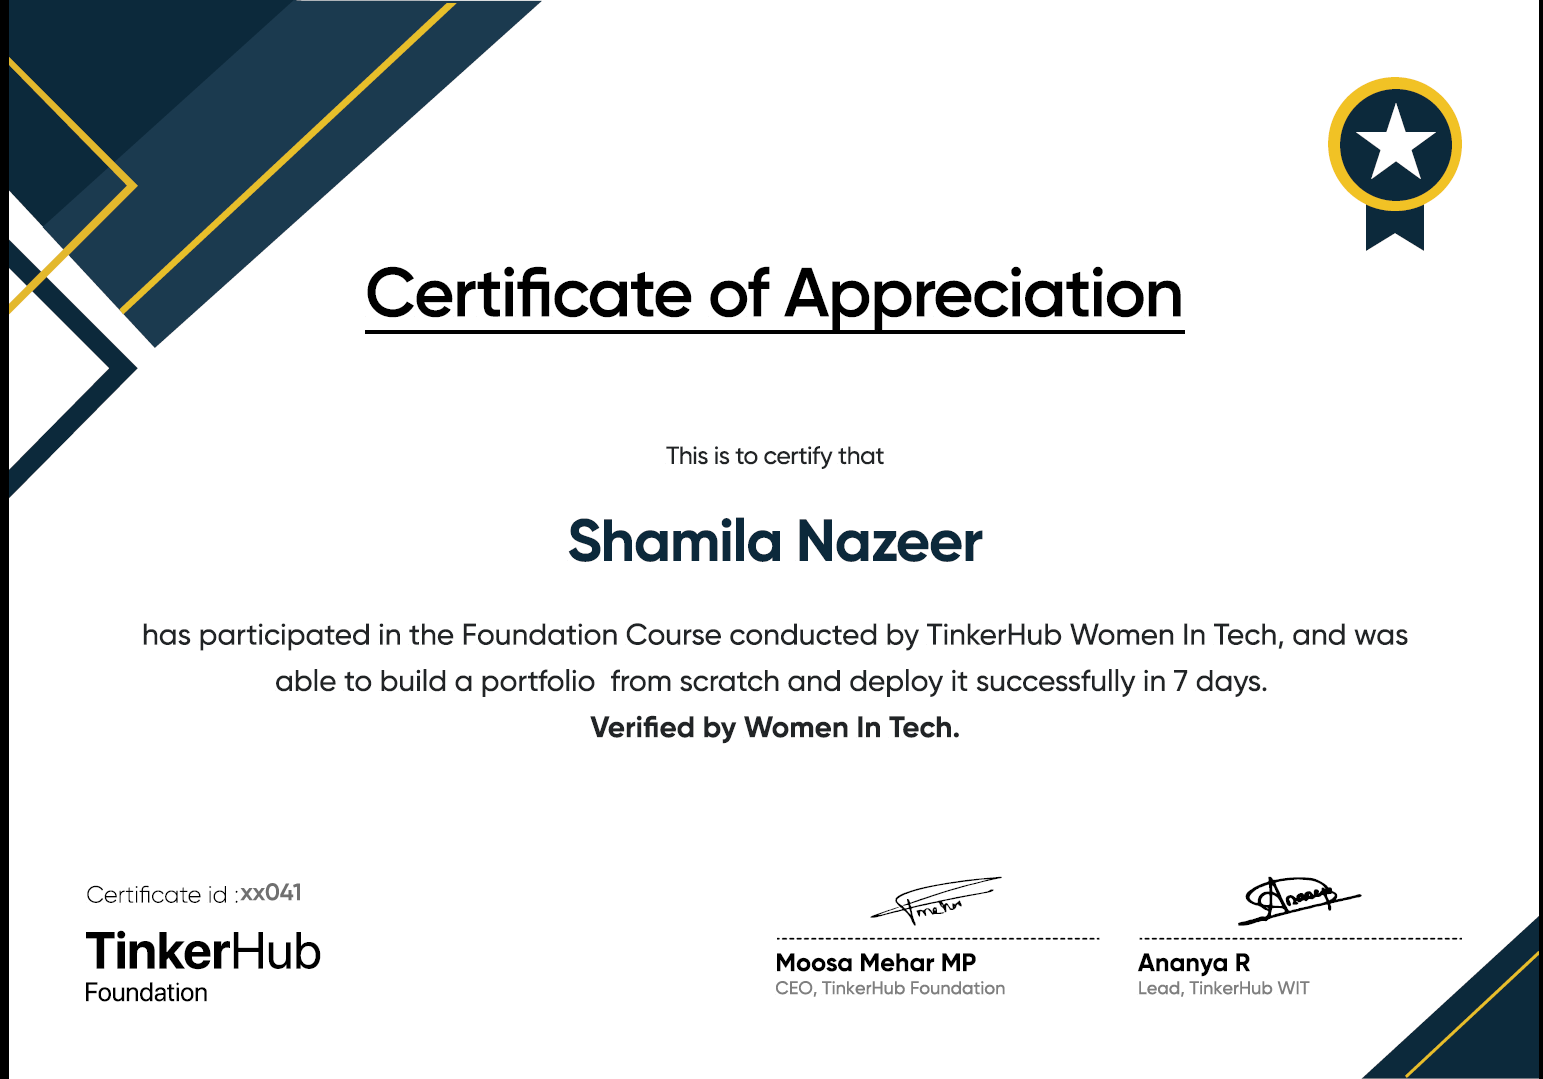 Certificate of Appreciation
This is to certify that
Shamila Nazeer
has participated in the Foundation Course conducted by TinkerHub Women In Tech, and was
able to build a portfolio  from scratch and deploy it successfully in 7 days.
Verified by Women In Tech.
Certificate id :xx041
TinkerHub
Foundation
Moosa Mehar MP
CEO, TinkerHub Foundation
Ananya R
Lead, TinkerHub WIT